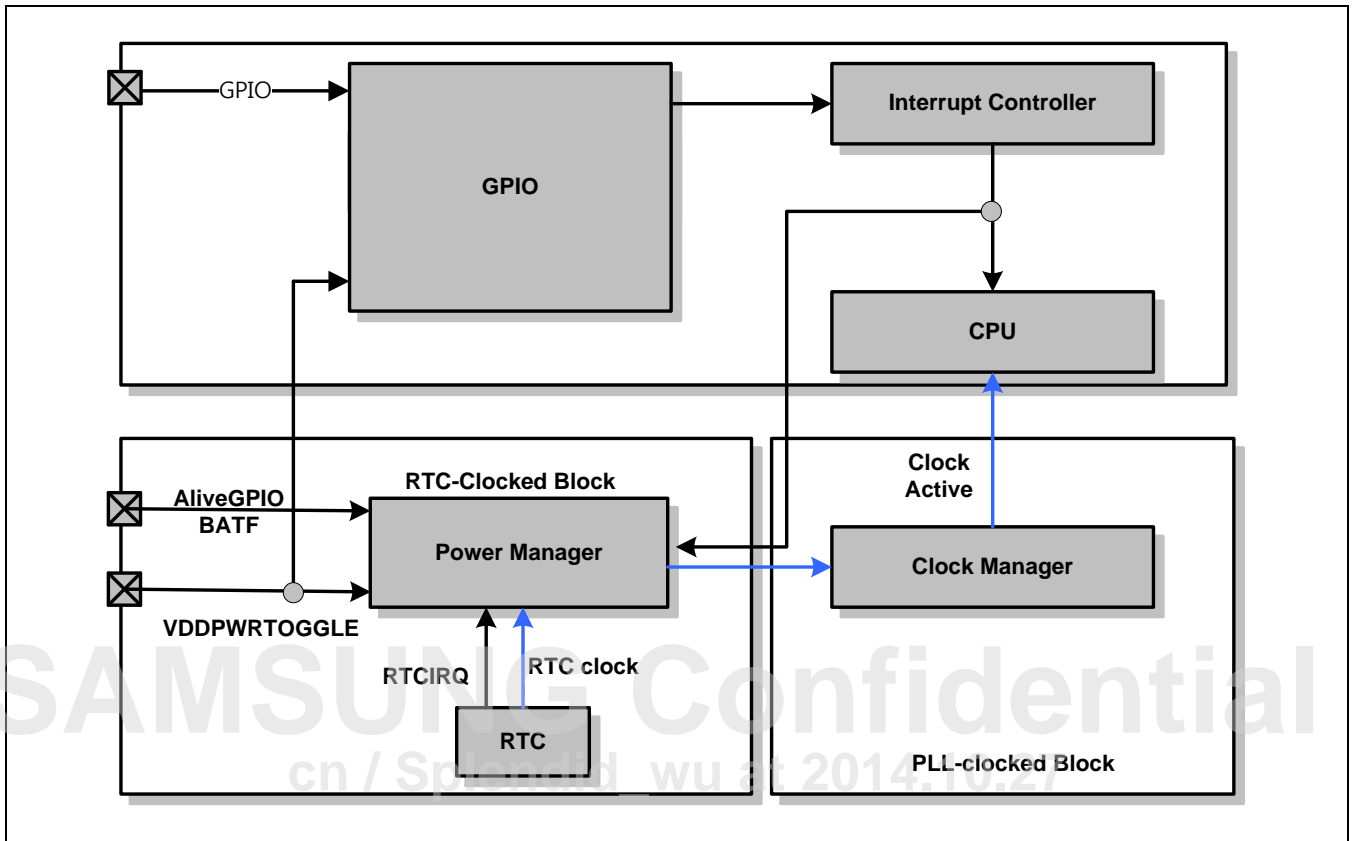 GPIO
Interrupt Controller
GPIO
CPU
RTC-Clocked Block
AliveGPIO
BATF
Power Manager
VDDPWRTOGGLE
RTCIRQ
RTC clock
RTC
Clock
Active
Clock Manager
PLL-clocked Block
SAMSUNG Confidential
cn / Splendid_wu at 2014.10.27